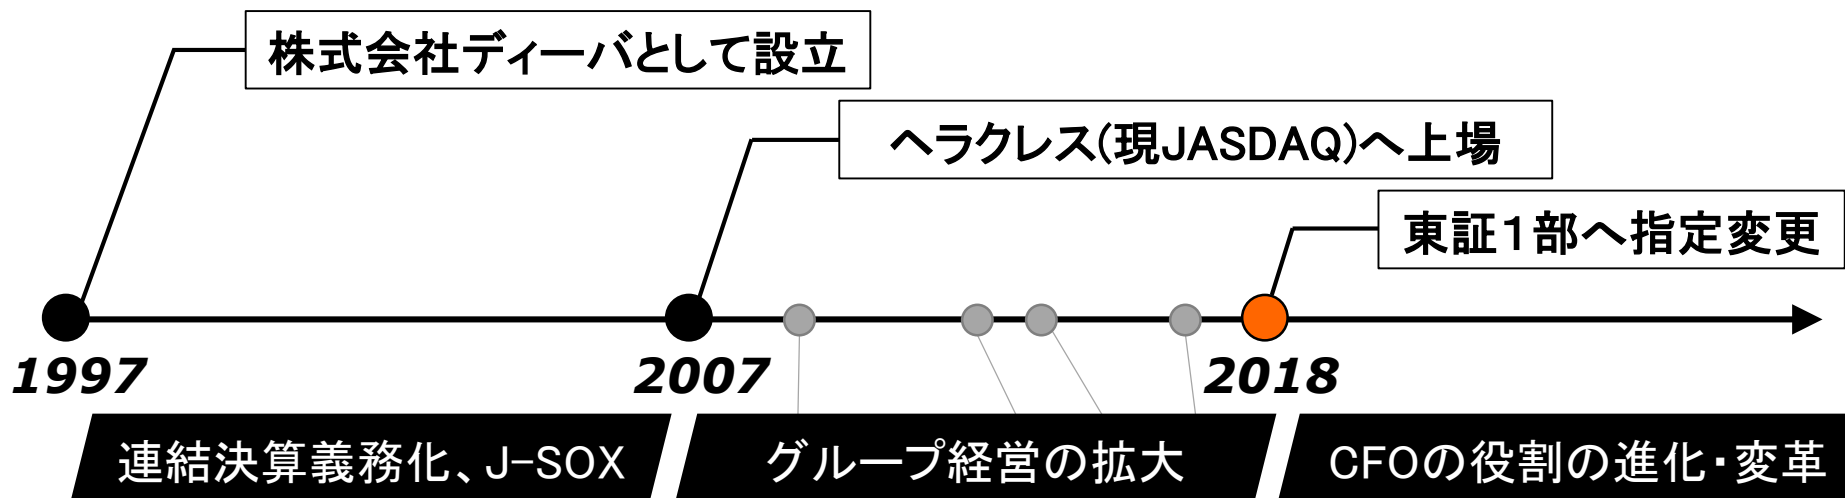 株式会社ディーバとして設立
ヘラクレス(現JASDAQ)へ上場
東証1部へ指定変更
1997
2007
2018
連結決算義務化、J-SOX
グループ経営の拡大
CFOの役割の進化・変革